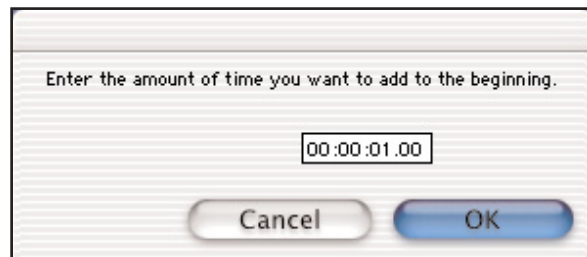 Enter the amount of time you want to add to the beginning.
00:00:01.00
Cancel OK